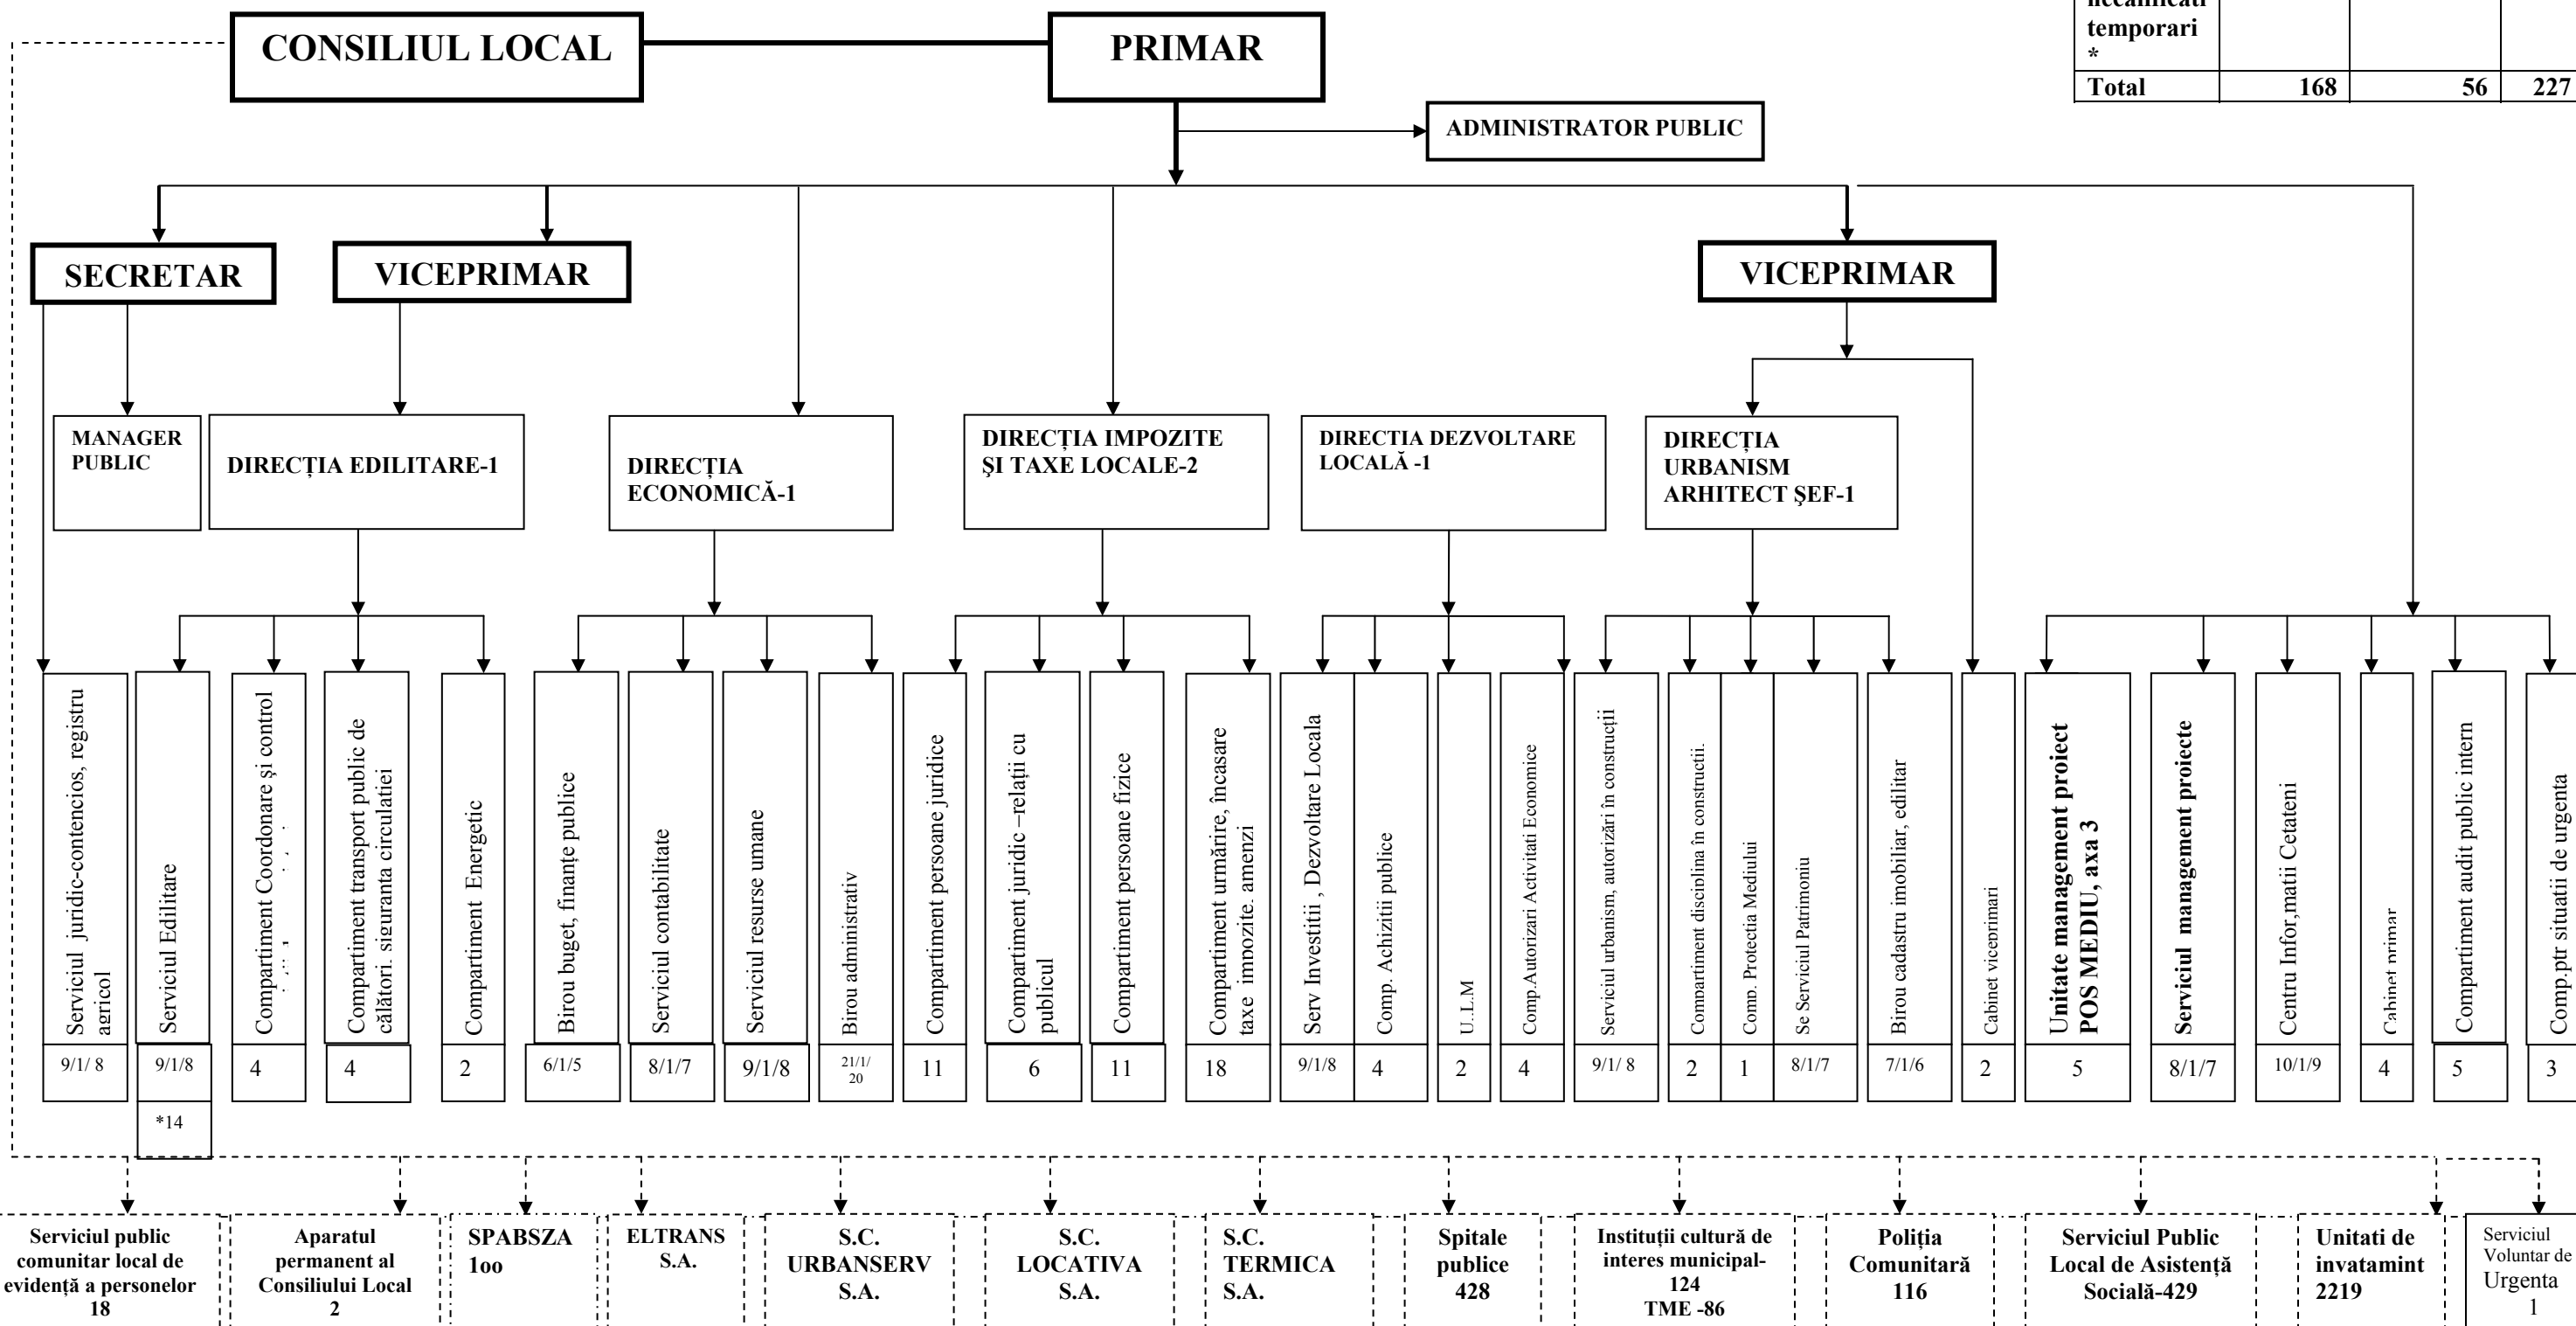 CONSILIUL LOCAL
PRIMAR
temporari
*
Total 168 56 227
ADMINISTRATOR PUBLIC
SECRETAR
VICEPRIMAR
VICEPRIMAR
MANAGER
PUBLIC
DIRECȚIA EDILITARE-1
DIRECȚIA
ECONOMICĂ-1
DIRECȚIA IMPOZITE
ŞI TAXE LOCALE-2
DIRECTIA DEZVOLTARE
LOCALĂ -1
DIRECȚIA
URBANISM
ARHITECT ŞEF-1
Serviciul juridic-contencios, registru
agricol
9/1/ 8
Serviciul Edilitare
9/1/8
*14
Compartiment Coordonare şi control
4
Compartiment transport public de
călători. siguranta circulatiei
4
Compartiment Energetic
2
Birou buget, finanțe publice
6/1/5
Serviciul contabilitate
8/1/7
Serviciul resurse umane
9/1/8
Birou administrativ
21/1/
20
Compartiment persoane juridice
11
Compartiment juridic –relații cu
publicul
6
Compartiment persoane fizice
11
Compartiment urmărire, încasare
taxe impozite. amenzi
18
Serv Investitii , Dezvoltare Locala
9/1/8
Comp. Achizitii publice
4
U.L.M
2
Comp.Autorizari Activitati Economice
4
Serviciul urbanism, autorizări în construcții
9/1/ 8
Compartiment disciplina în constructii.
2
Comp. Protectia Mediului
1
Se Serviciul Patrimoniu
8/1/7
Birou cadastru imobiliar, edilitar
7/1/6
Cabinet viceprimari
2
Unitate management proiect
POS MEDIU, axa 3
5
Serviciul management proiecte
8/1/7
Centru Infor,matii Cetateni
10/1/9
Cabinet primar
4
Compartiment audit public intern
5
Comp.ptr situatii de urgenta
3
Serviciul public
comunitar local de
evidență a personelor
18
Aparatul
permanent al
Consiliului Local
2
SPABSZA
1oo
ELTRANS
S.A.
S.C.
URBANSERV
S.A.
S.C.
LOCATIVA
S.A.
S.C.
TERMICA
S.A.
Spitale
publice
428
Instituții cultură de
interes municipal-
124
TME -86
Poliția
Comunitară
116
Serviciul Public
Local de Asistență
Socială-429
Unitati de
invatamint
2219
Serviciul
Voluntar de
Urgenta
1